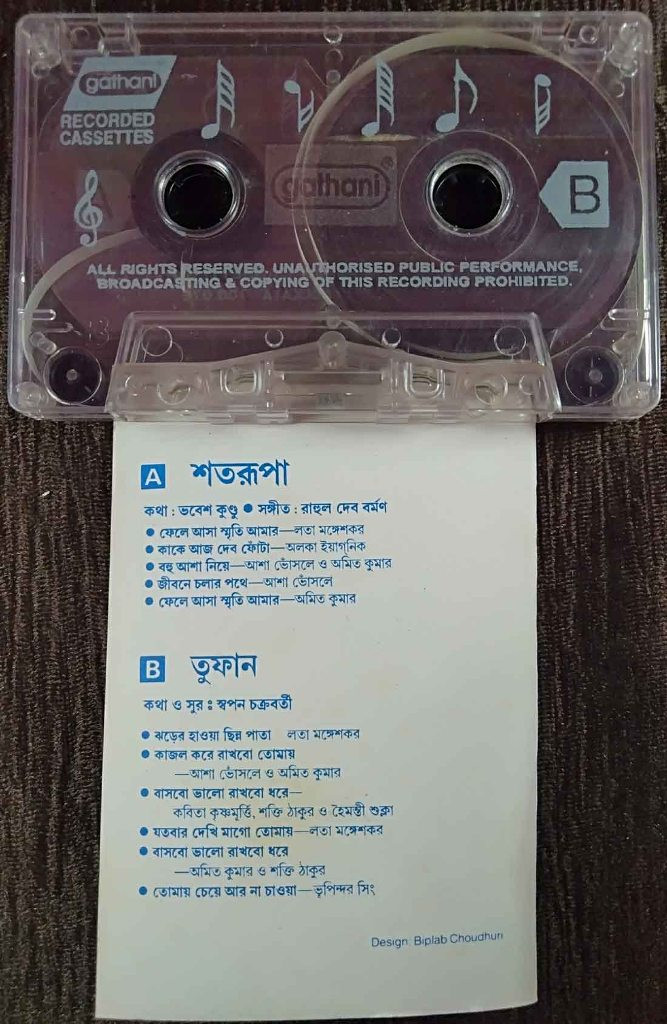 gathani
RECORDED
CASSETTES
gathani®
B
ALL RIGHTS RESERVED. UNAUTHORISED PUBLIC PERFORMANCE,
BROADCASTING & COPYING OF THIS RECORDING PROHIBITED.
A শতরূপা
কথা : ভবেশ কুণ্ডু ● সঙ্গীত : রাহুল দেব বর্মণ
● ফেলে আসা স্মৃতি আমার—লতা মঙ্গেশকর
● কাকে আজ দেব ফোঁটা—অলকা ইয়াগনিক
● বহু আশা নিয়ে—আশা ভোঁসলে ও অমিত কুমার
● জীবনে চলার পথে—আশা ভোঁসলে
● ফেলে আসা স্মৃতি আমার—অমিত কুমার
B তুফান
কথা ও সুর ঃ স্বপন চক্রবর্তী
● ঝড়ের হাওয়া ছিন্ন পাতা লতা মঙ্গেশকর
● কাজল করে রাখবো তোমায়
—আশা ভোঁসলে ও অমিত কুমার
● বাসবো ভালো রাখবো ধরে—
কবিতা কৃষ্ণমূর্ত্তি, শক্তি ঠাকুর ও হৈমন্তী শুক্লা
● যতবার দেখি মাগো তোমায়—লতা মঙ্গেশকর
● বাসবো ভালো রাখবো ধরে
—অমিত কুমার ও শক্তি ঠাকুর
● তোমায় চেয়ে আর না চাওয়া—ভূপিন্দর সিং
Design: Biplab Choudhuri